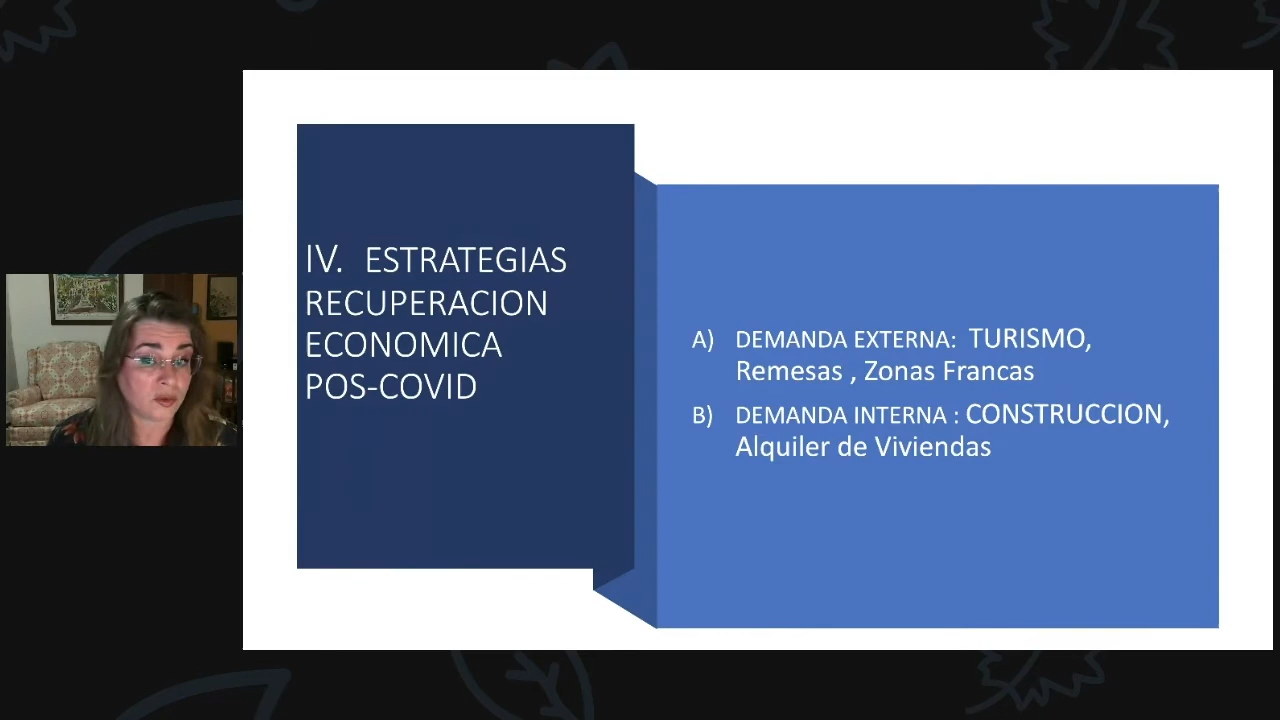 IV. ESTRATEGIAS
RECUPERACION
ECONOMICA
POS-COVID
A) DEMANDA EXTERNA: TURISMO,
Remesas , Zonas Francas
B) DEMANDA INTERNA : CONSTRUCCION,
Alquiler de Viviendas